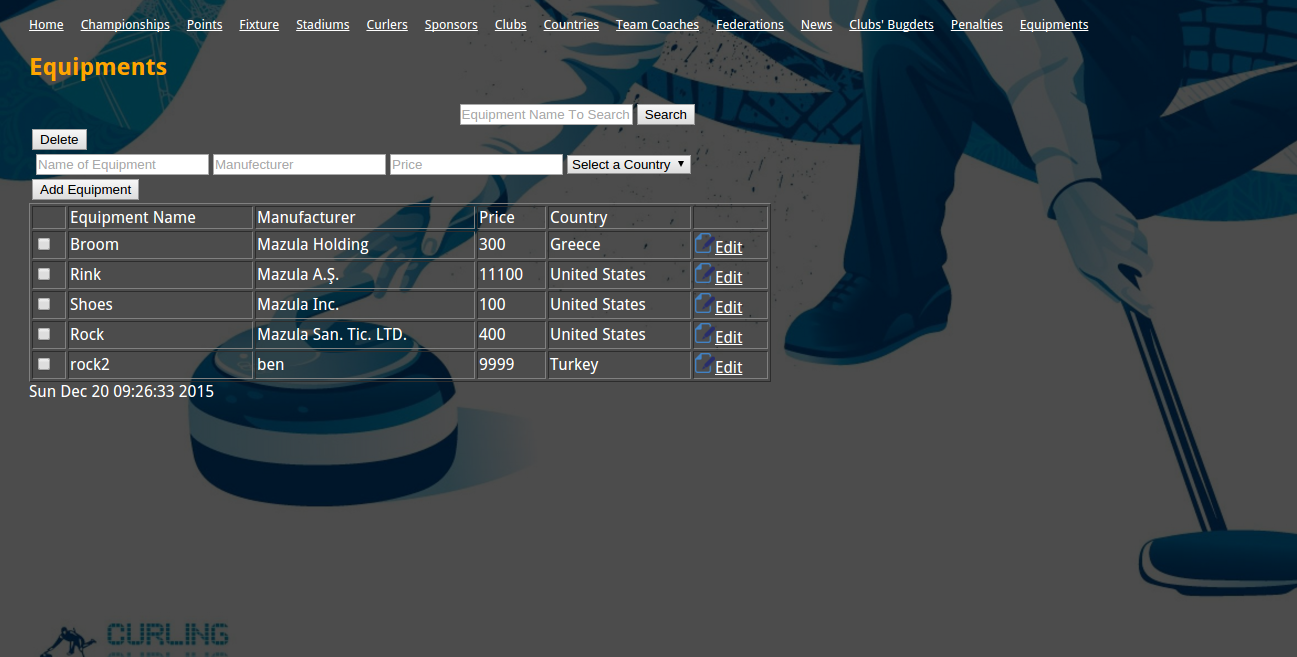 Home Championships Points Fixture Stadiums Curlers Sponsors Clubs Countries Team Coaches Federations News Clubs' Bugdets Penalties Equipments
Equipments
Equipment Name To Search Search
Delete
Name of Equipment Manufacturer Price Select a Country
Add Equipment
Equipment Name Manufacturer Price Country
Broom Mazula Holding 300 Greece Edit
Rink Mazula A.Ş. 11100 United States Edit
Shoes Mazula Inc. 100 United States Edit
Rock Mazula San. Tic. LTD. 400 United States Edit
rock2 ben 9999 Turkey Edit
Sun Dec 20 09:26:33 2015
CURLING